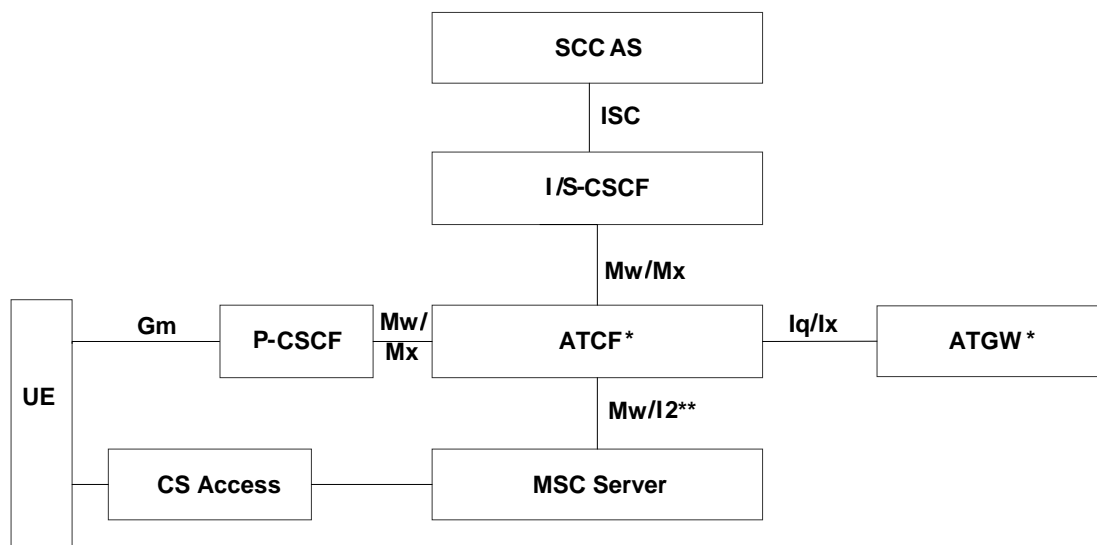 SCC AS
ISC
I/S-CSCF
Mw/Mx
Gm
P-CSCF
Mw/
Mx
ATCF*
Iq/Ix
ATGW*
UE
Mw/I2**
CS Access
MSC Server